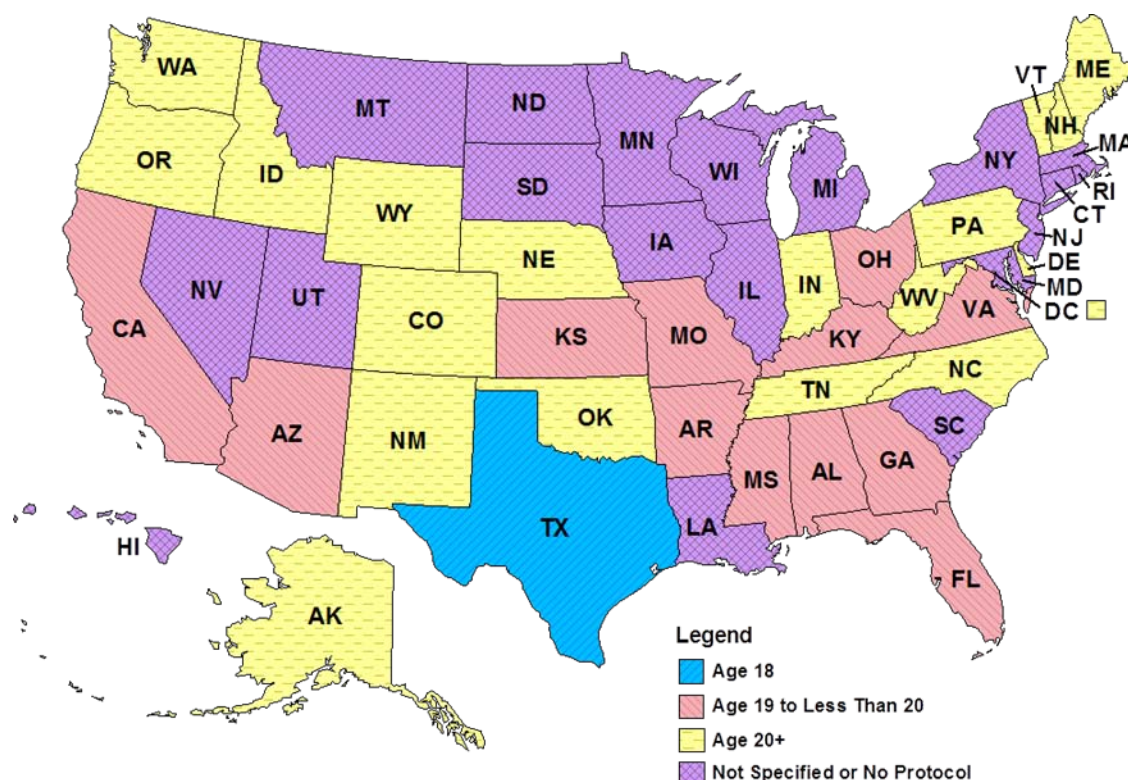 WA
MT
ND
MN
VT
ME
NH
OR
ID
SD
WI
MI
NY
MA
RI
CT
WY
IA
PA
NJ
NE
OH
DE
MD
DC
NV
UT
CO
IL
IN
WV
VA
CA
KS
MO
KY
NC
TN
AZ
NM
OK
AR
SC
MS
AL
GA
TX
LA
HI
FL
AK
Legend
Age 18
Age 19 to Less Than 20
Age 20+
Not Specified or No Protocol